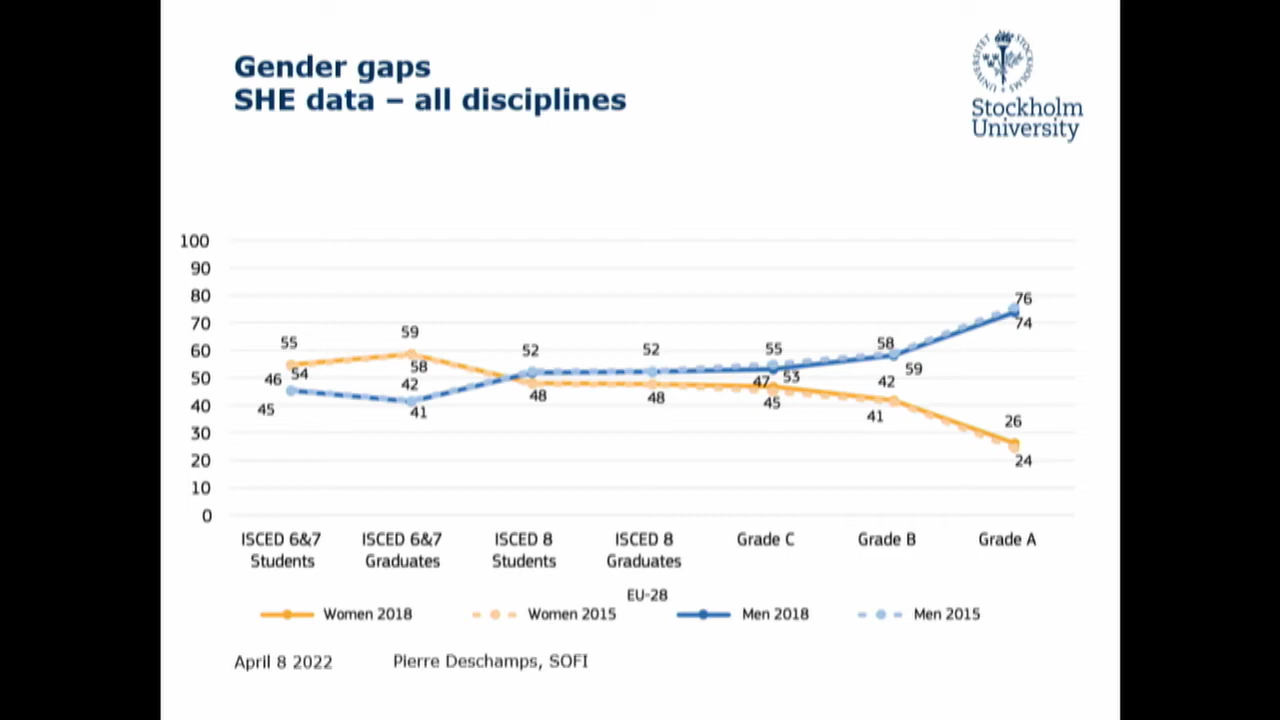 Gender gaps
SHE data – all disciplines
Stockholm
University
100
90
80
70
60
50
40
30
20
10
0
55
54
46
45
59
58
42
41
52
48
52
48
55
53
47
45
58
59
42
41
76
74
26
24
ISCED 6&7 Students
ISCED 6&7 Graduates
ISCED 8 Students
ISCED 8 Graduates
Grade C
Grade B
Grade A
EU-28
Women 2018
Women 2015
Men 2018
Men 2015
April 8 2022
Pierre Deschamps, SOFI